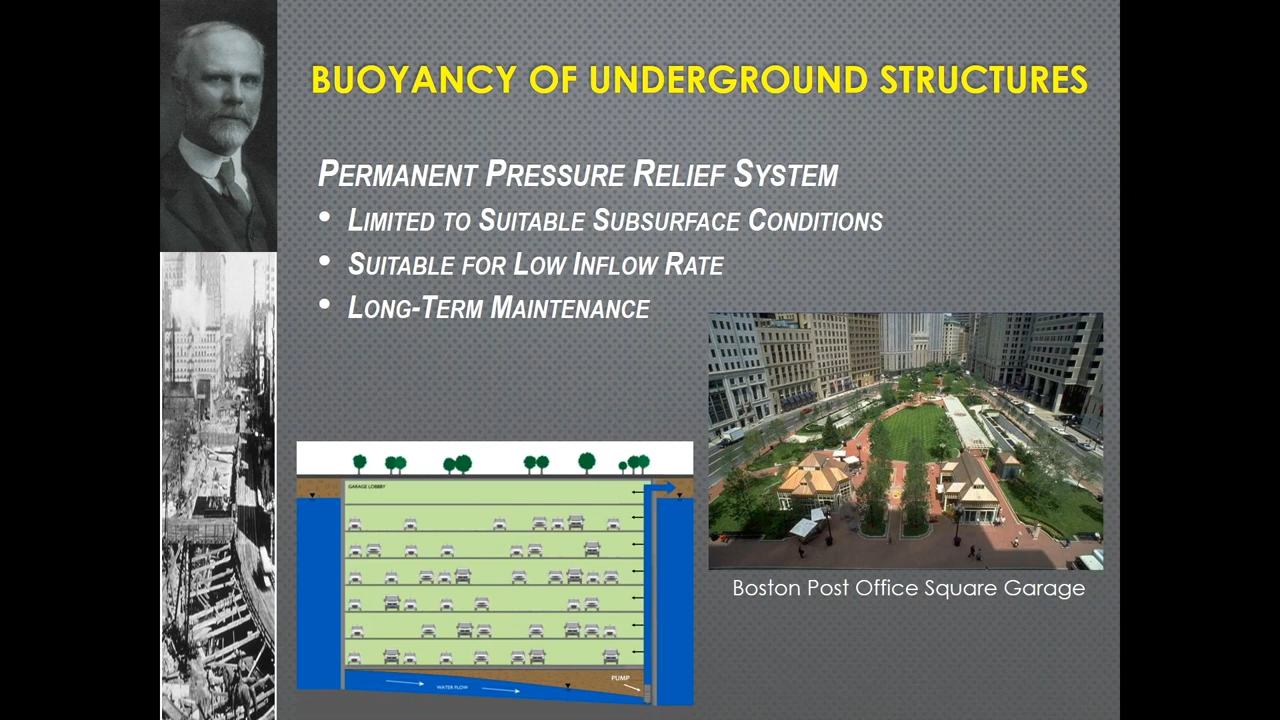 BUOYANCY OF UNDERGROUND STRUCTURES
PERMANENT PRESSURE RELIEF SYSTEM
• LIMITED TO SUITABLE SUBSURFACE CONDITIONS
• SUITABLE FOR LOW INFLOW RATE
• LONG-TERM MAINTENANCE
GARAGE LOBBY
PUMP
WATER FLOW
Boston Post Office Square Garage